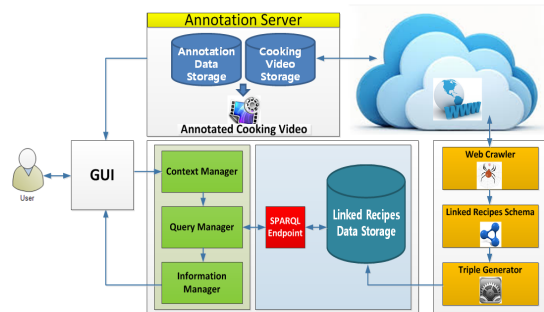 Annotation Server
Annotation
Data
Storage
Cooking
Video
Storage
Annotated Cooking Video
WWW
User
GUI
Context Manager
Query Manager
Information
Manager
SPARQL
Endpoint
Linked Recipes
Data Storage
Web Crawler
Linked Recipes Schema
Triple Generator